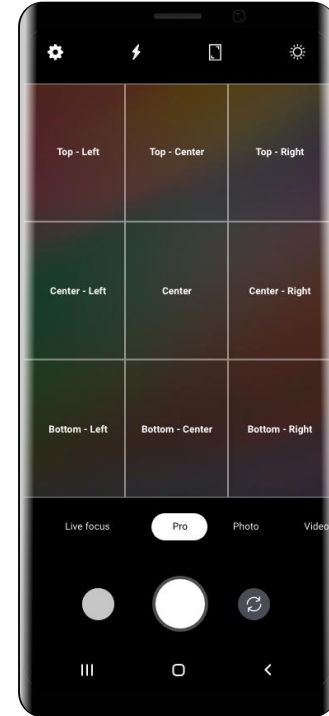 Top - Left Top - Center Top - Right
Center - Left Center Center - Right
Bottom - Left Bottom - Center Bottom - Right
Live focus Pro Photo Video